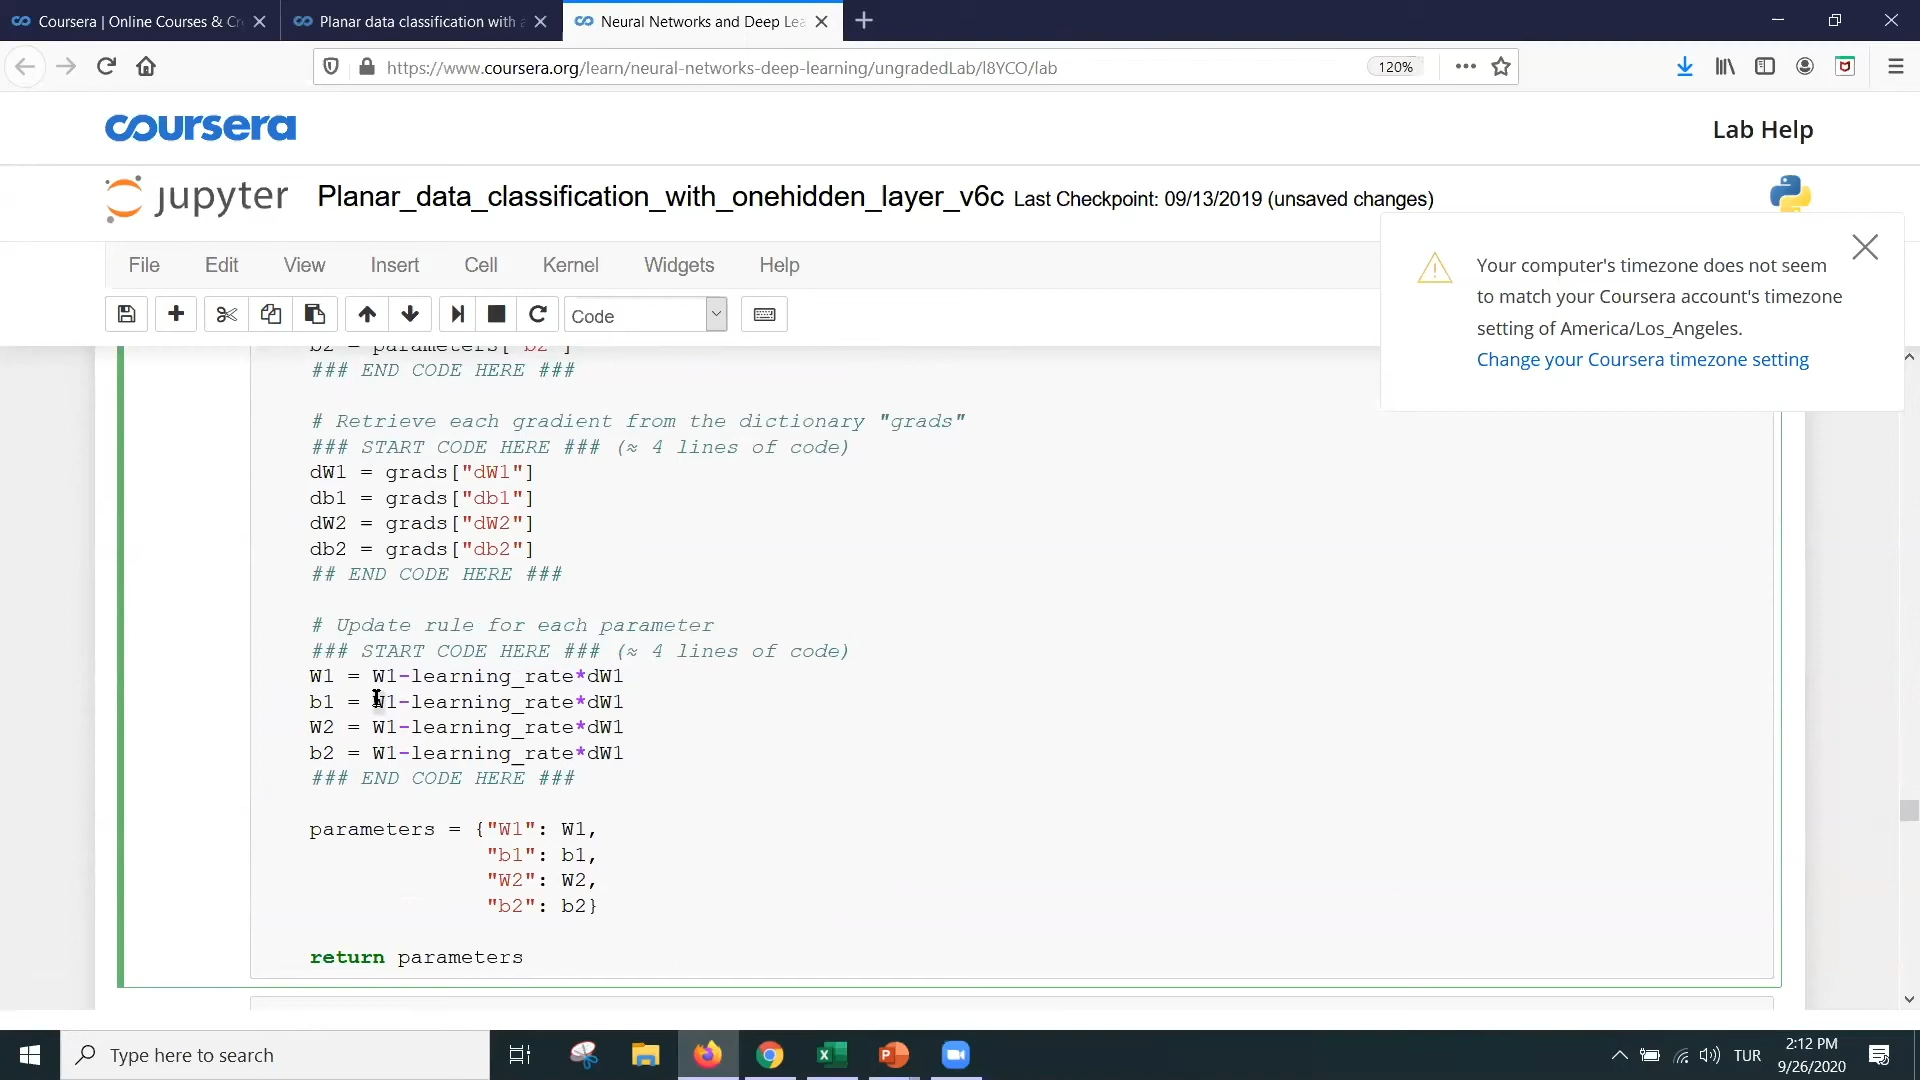 Coursera | Online Courses & Cr
Planar data classification with a
Neural Networks and Deep Lea
https://www.coursera.org/learn/neural-networks-deep-learning/ungradedLab/l8YCO/lab
120%
coursera
Lab Help
jupyter
Planar_data_classification_with_onehidden_layer_v6c Last Checkpoint: 09/13/2019 (unsaved changes)
File Edit View Insert Cell Kernel Widgets Help
Code
Your computer's timezone does not seem
to match your Coursera account's timezone
setting of America/Los_Angeles.
Change your Coursera timezone setting
b2 = parameters["b2"]
### END CODE HERE ###
# Retrieve each gradient from the dictionary "grads"
### START CODE HERE ### (≈ 4 lines of code)
dW1 = grads["dW1"]
db1 = grads["db1"]
dW2 = grads["dW2"]
db2 = grads["db2"]
## END CODE HERE ###
# Update rule for each parameter
### START CODE HERE ### (≈ 4 lines of code)
W1 = W1-learning_rate*dW1
b1 = W1-learning_rate*dW1
W2 = W1-learning_rate*dW1
b2 = W1-learning_rate*dW1
### END CODE HERE ###
parameters = {"W1": W1,
"b1": b1,
"W2": W2,
"b2": b2}
return parameters
Type here to search
TUR
2:12 PM
9/26/2020